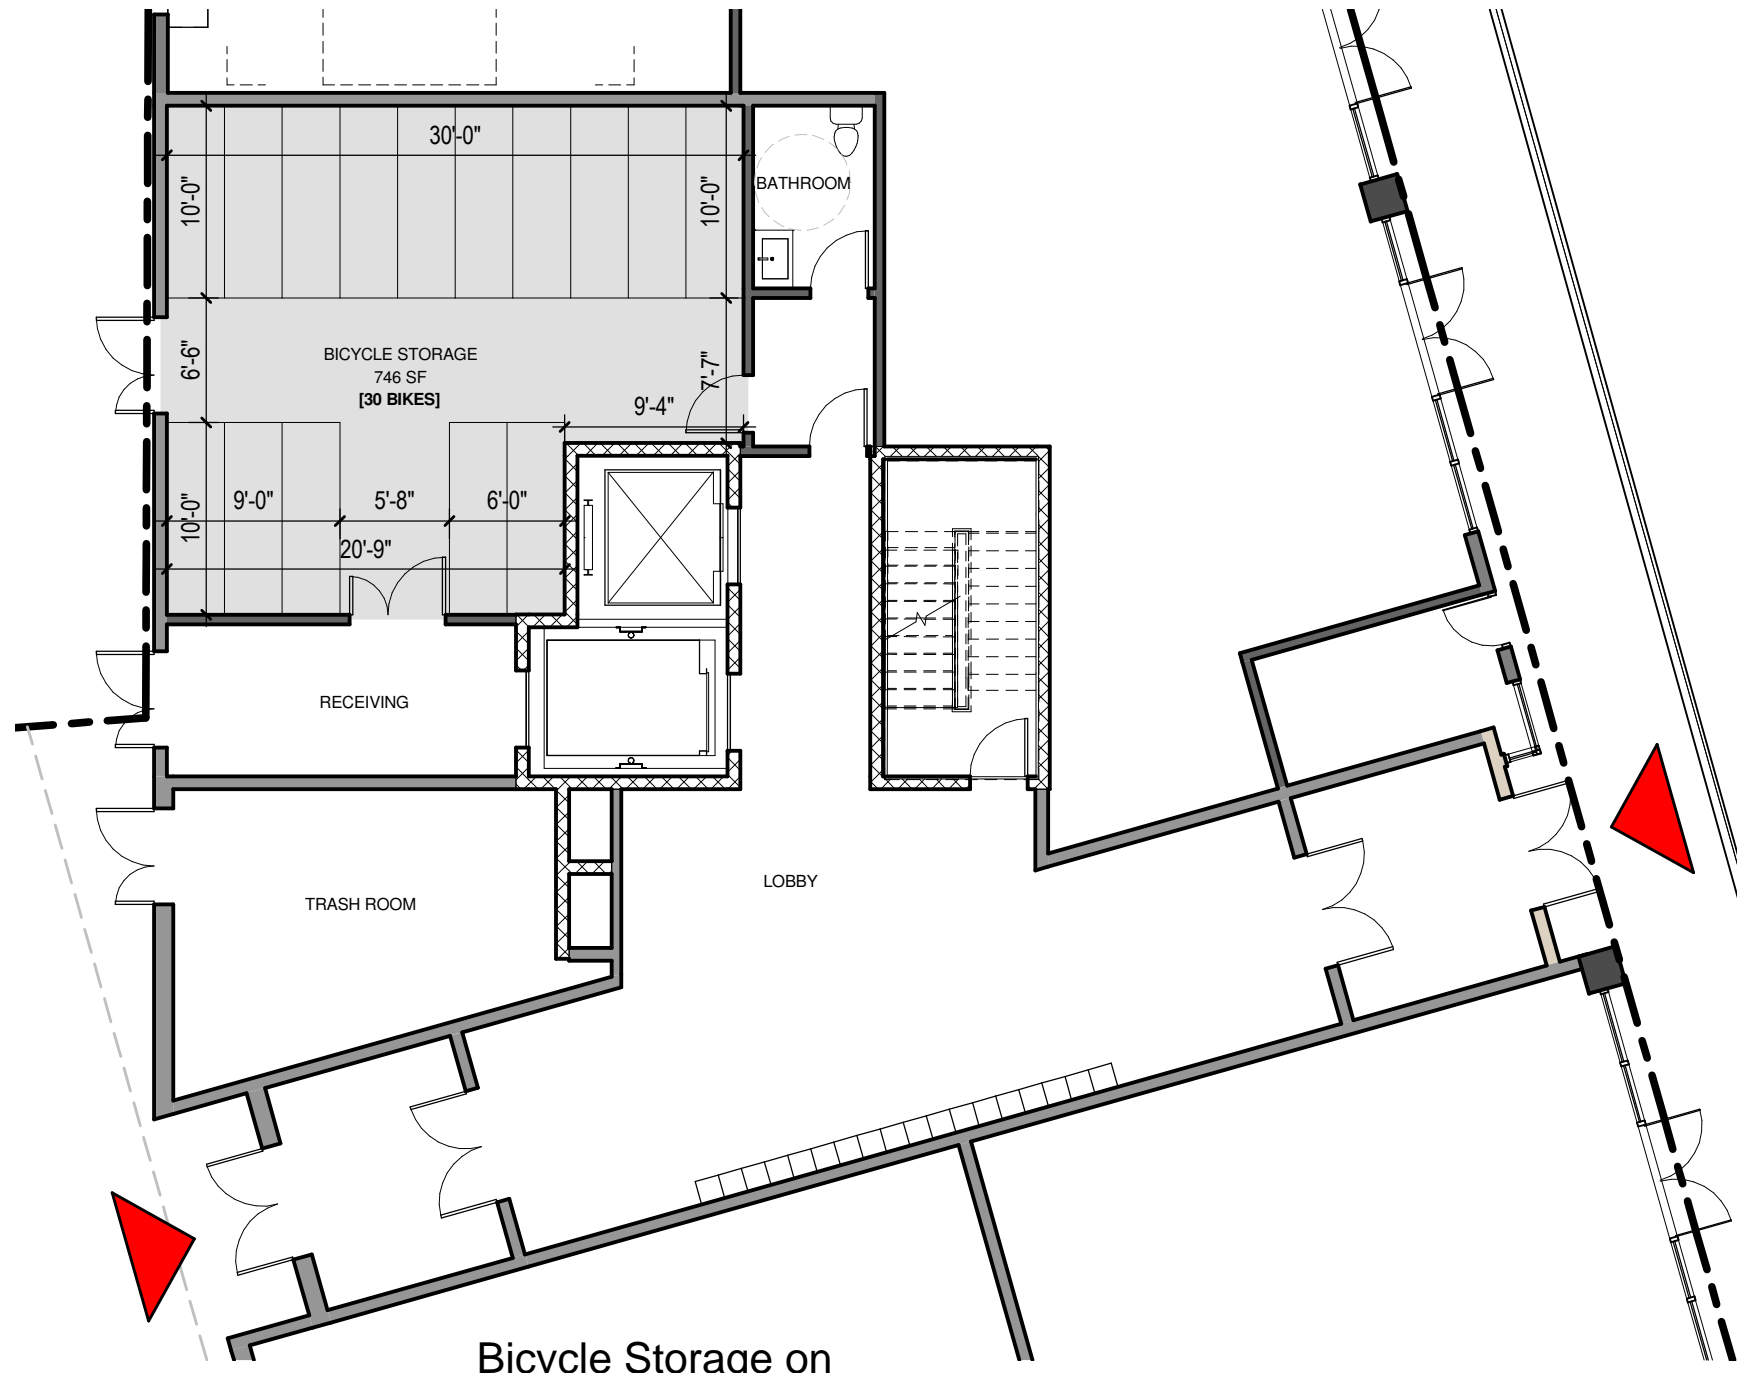 30'-0"
10'-0"
10'-0"
BATHROOM
6'-6"
BICYCLE STORAGE
746 SF
[30 BIKES]
7'-7"
9'-4"
10'-0"
9'-0"
5'-8"
6'-0"
20'-9"
RECEIVING
TRASH ROOM
LOBBY
Bicycle Storage on